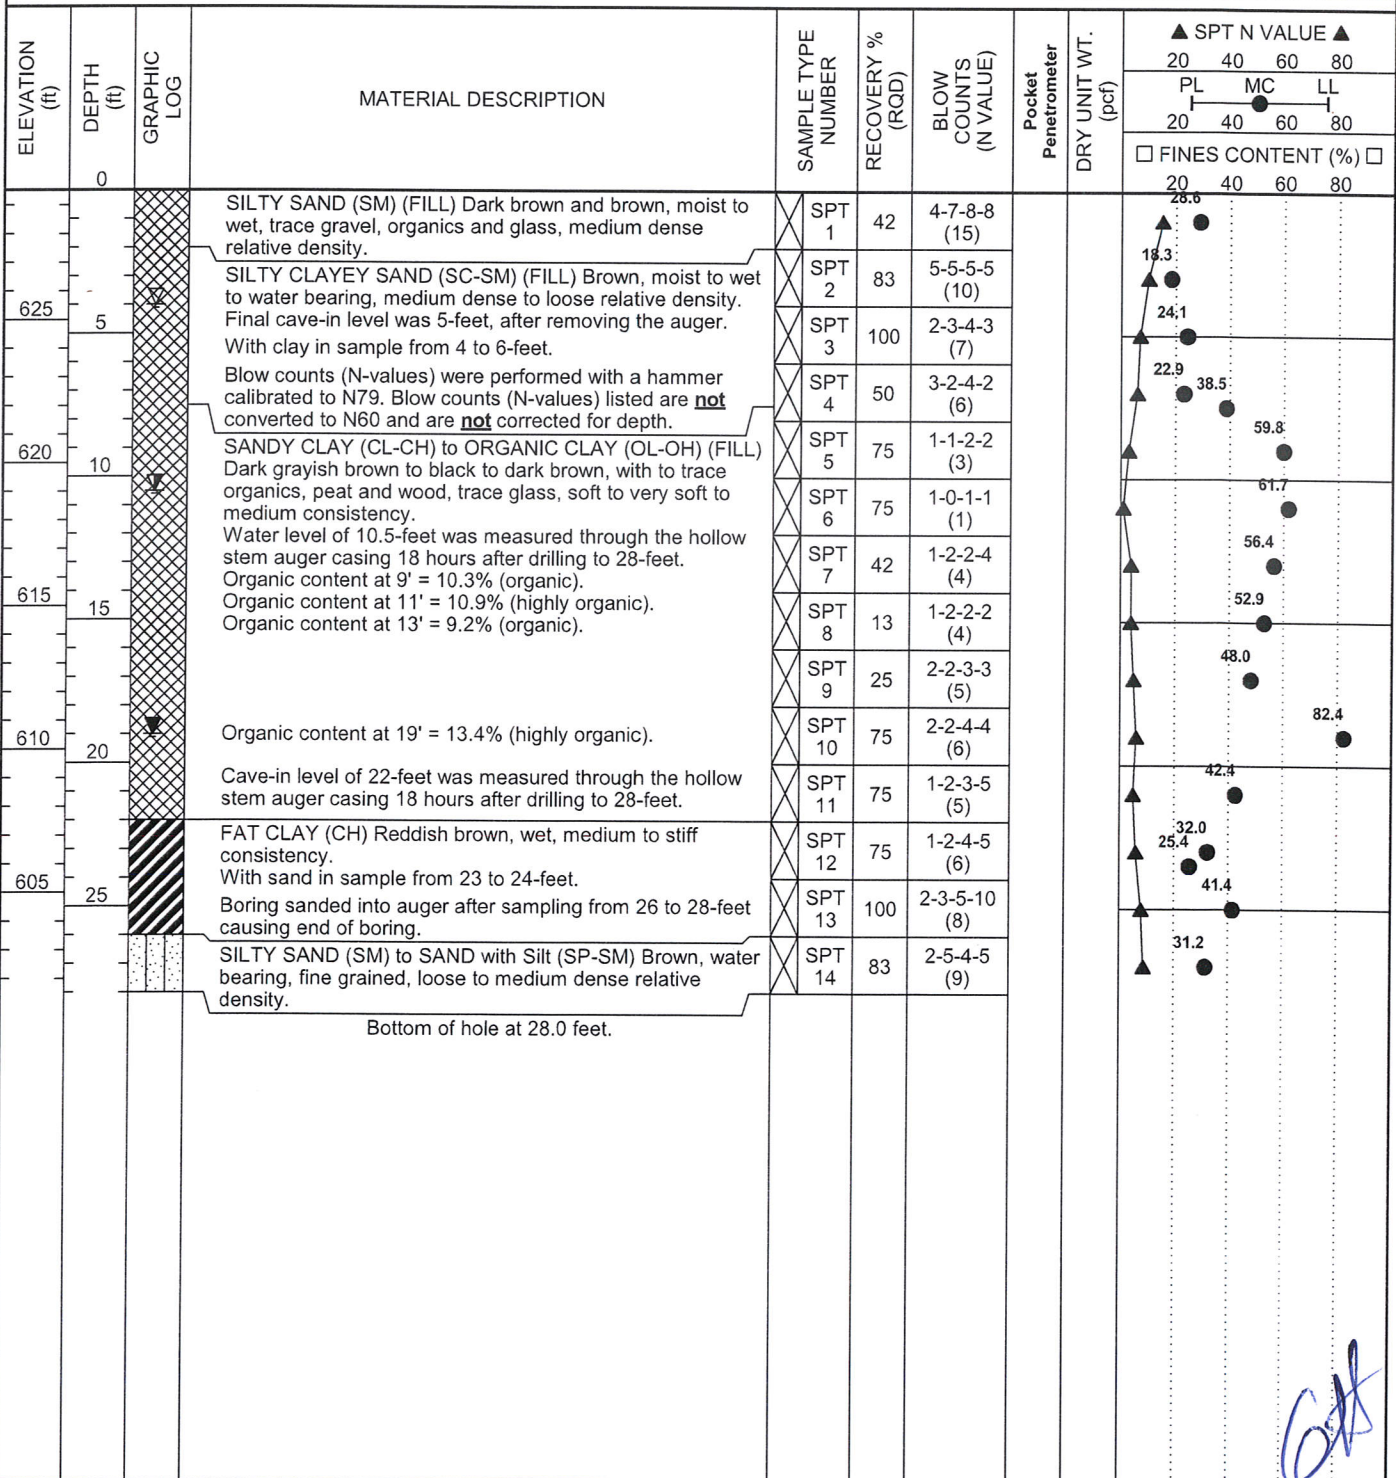 ELEVATION (ft)
DEPTH (ft)
GRAPHIC LOG
MATERIAL DESCRIPTION
SAMPLE TYPE NUMBER
RECOVERY % (RQD)
BLOW COUNTS (N VALUE)
Pocket Penetrometer
DRY UNIT WT. (pcf)
▲ SPT N VALUE ▲
20 40 60 80
PL MC LL
20 40 60 80
□ FINES CONTENT (%) □
20 40 60 80
0
SILTY SAND (SM) (FILL) Dark brown and brown, moist to
wet, trace gravel, organics and glass, medium dense
relative density.
SPT 1 42 4-7-8-8 (15)
28.6
SILTY CLAYEY SAND (SC-SM) (FILL) Brown, moist to wet
to water bearing, medium dense to loose relative density.
SPT 2 83 5-5-5-5 (10)
18.3
625
5
Final cave-in level was 5-feet, after removing the auger.
With clay in sample from 4 to 6-feet.
SPT 3 100 2-3-4-3 (7)
24.1
Blow counts (N-values) were performed with a hammer
calibrated to N79. Blow counts (N-values) listed are not
converted to N60 and are not corrected for depth.
SPT 4 50 3-2-4-2 (6)
22.9 38.5
620
10
SANDY CLAY (CL-CH) to ORGANIC CLAY (OL-OH) (FILL)
Dark grayish brown to black to dark brown, with to trace
organics, peat and wood, trace glass, soft to very soft to
medium consistency.
SPT 5 75 1-1-2-2 (3)
59.8
SPT 6 75 1-0-1-1 (1)
61.7
Water level of 10.5-feet was measured through the hollow
stem auger casing 18 hours after drilling to 28-feet.
Organic content at 9' = 10.3% (organic).
Organic content at 11' = 10.9% (highly organic).
Organic content at 13' = 9.2% (organic).
SPT 7 42 1-2-2-4 (4)
56.4
615
15
SPT 8 13 1-2-2-2 (4)
52.9
SPT 9 25 2-2-3-3 (5)
48.0
610
20
Organic content at 19' = 13.4% (highly organic).
SPT 10 75 2-2-4-4 (6)
82.4
Cave-in level of 22-feet was measured through the hollow
stem auger casing 18 hours after drilling to 28-feet.
SPT 11 75 1-2-3-5 (5)
42.4
FAT CLAY (CH) Reddish brown, wet, medium to stiff
consistency.
With sand in sample from 23 to 24-feet.
SPT 12 75 1-2-4-5 (6)
32.0
25.4
605
25
Boring sanded into auger after sampling from 26 to 28-feet
causing end of boring.
SPT 13 100 2-3-5-10 (8)
41.4
SILTY SAND (SM) to SAND with Silt (SP-SM) Brown, water
bearing, fine grained, loose to medium dense relative
density.
SPT 14 83 2-5-4-5 (9)
31.2
Bottom of hole at 28.0 feet.